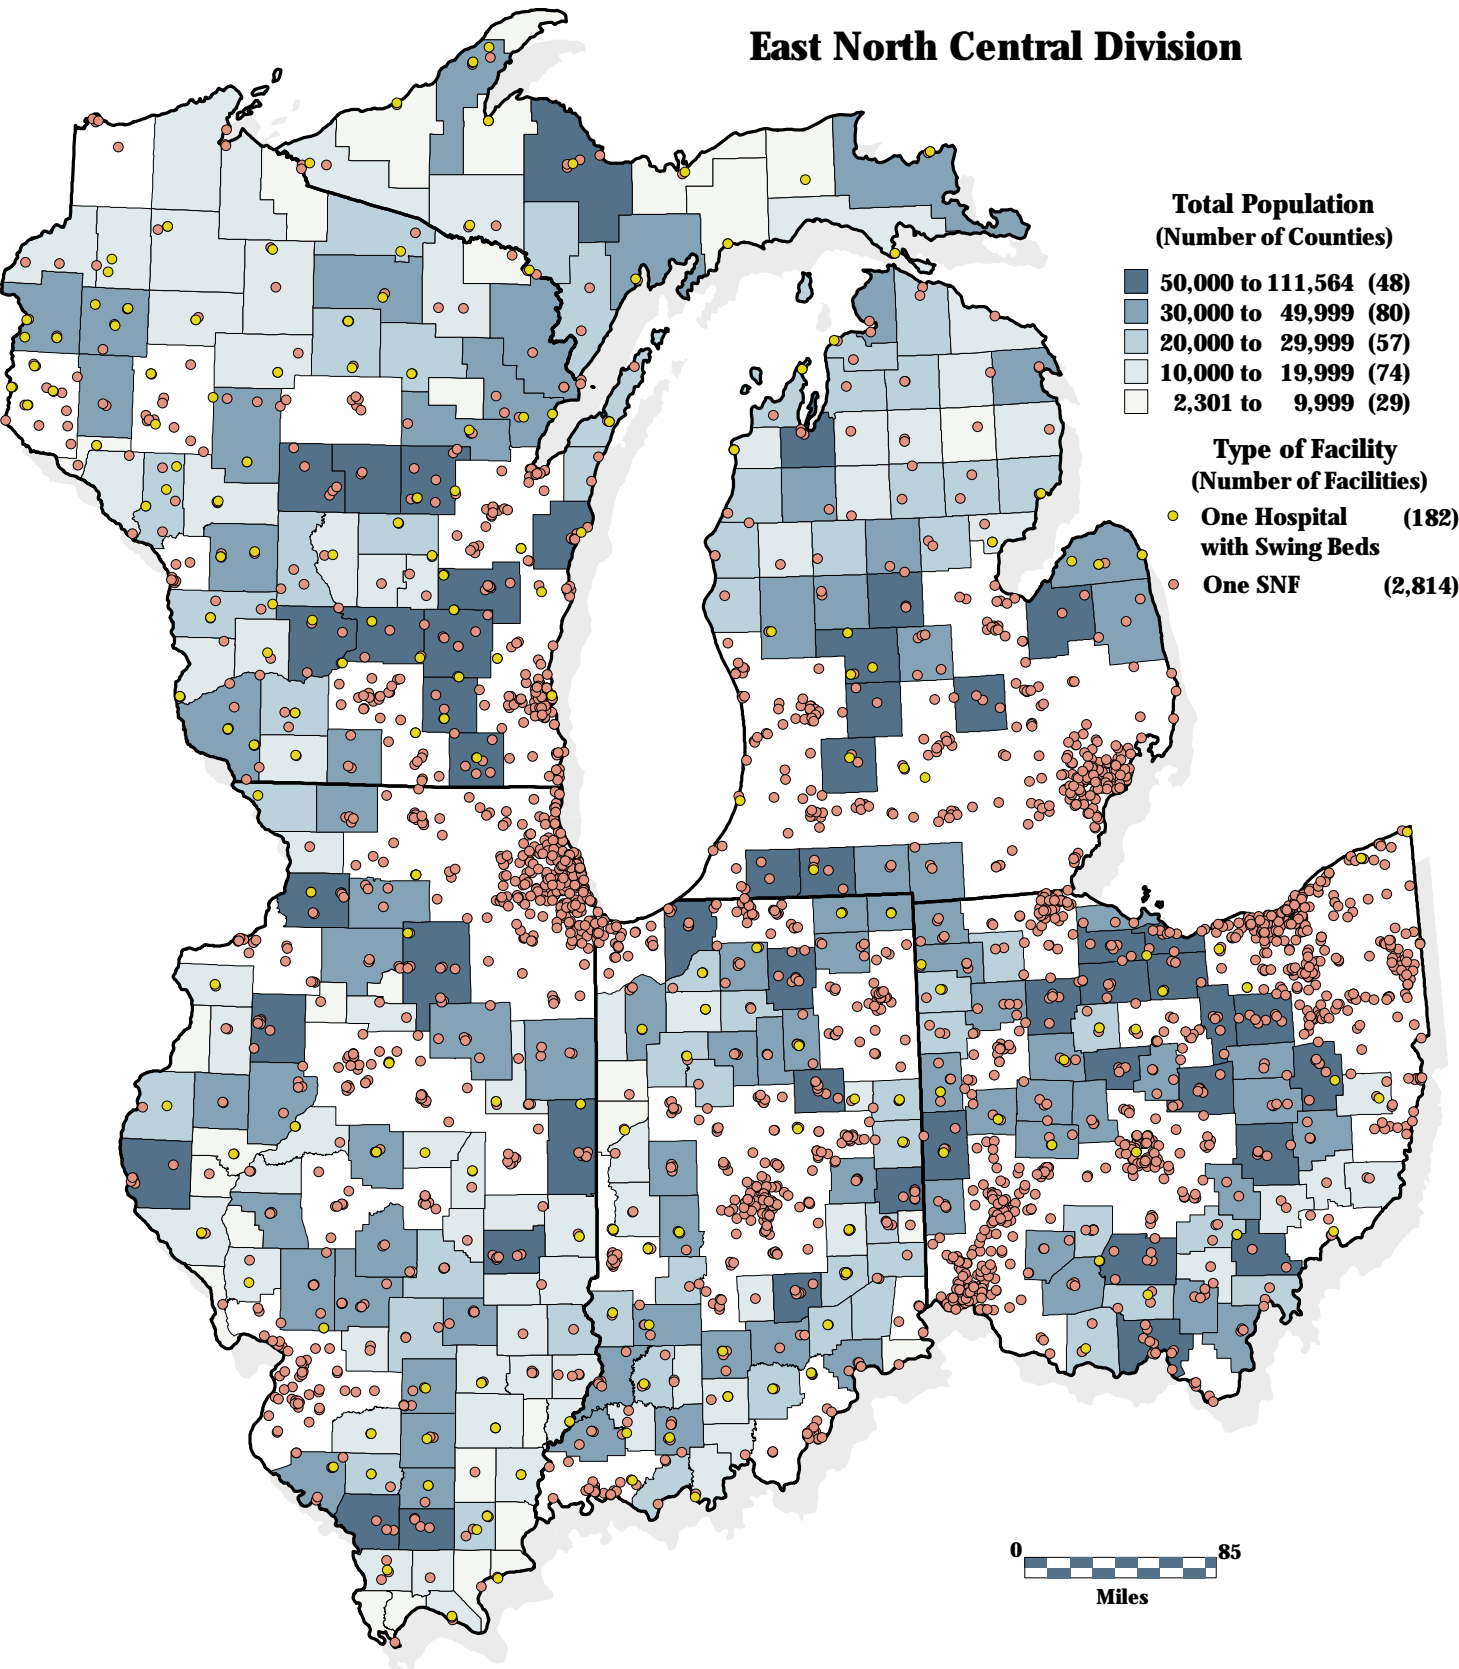 East North Central Division
Total Population
(Number of Counties)
50,000 to 111,564 (48)
30,000 to 49,999 (80)
20,000 to 29,999 (57)
10,000 to 19,999 (74)
2,301 to 9,999 (29)
Type of Facility
(Number of Facilities)
One Hospital (182)
with Swing Beds
One SNF (2,814)
0 85
Miles